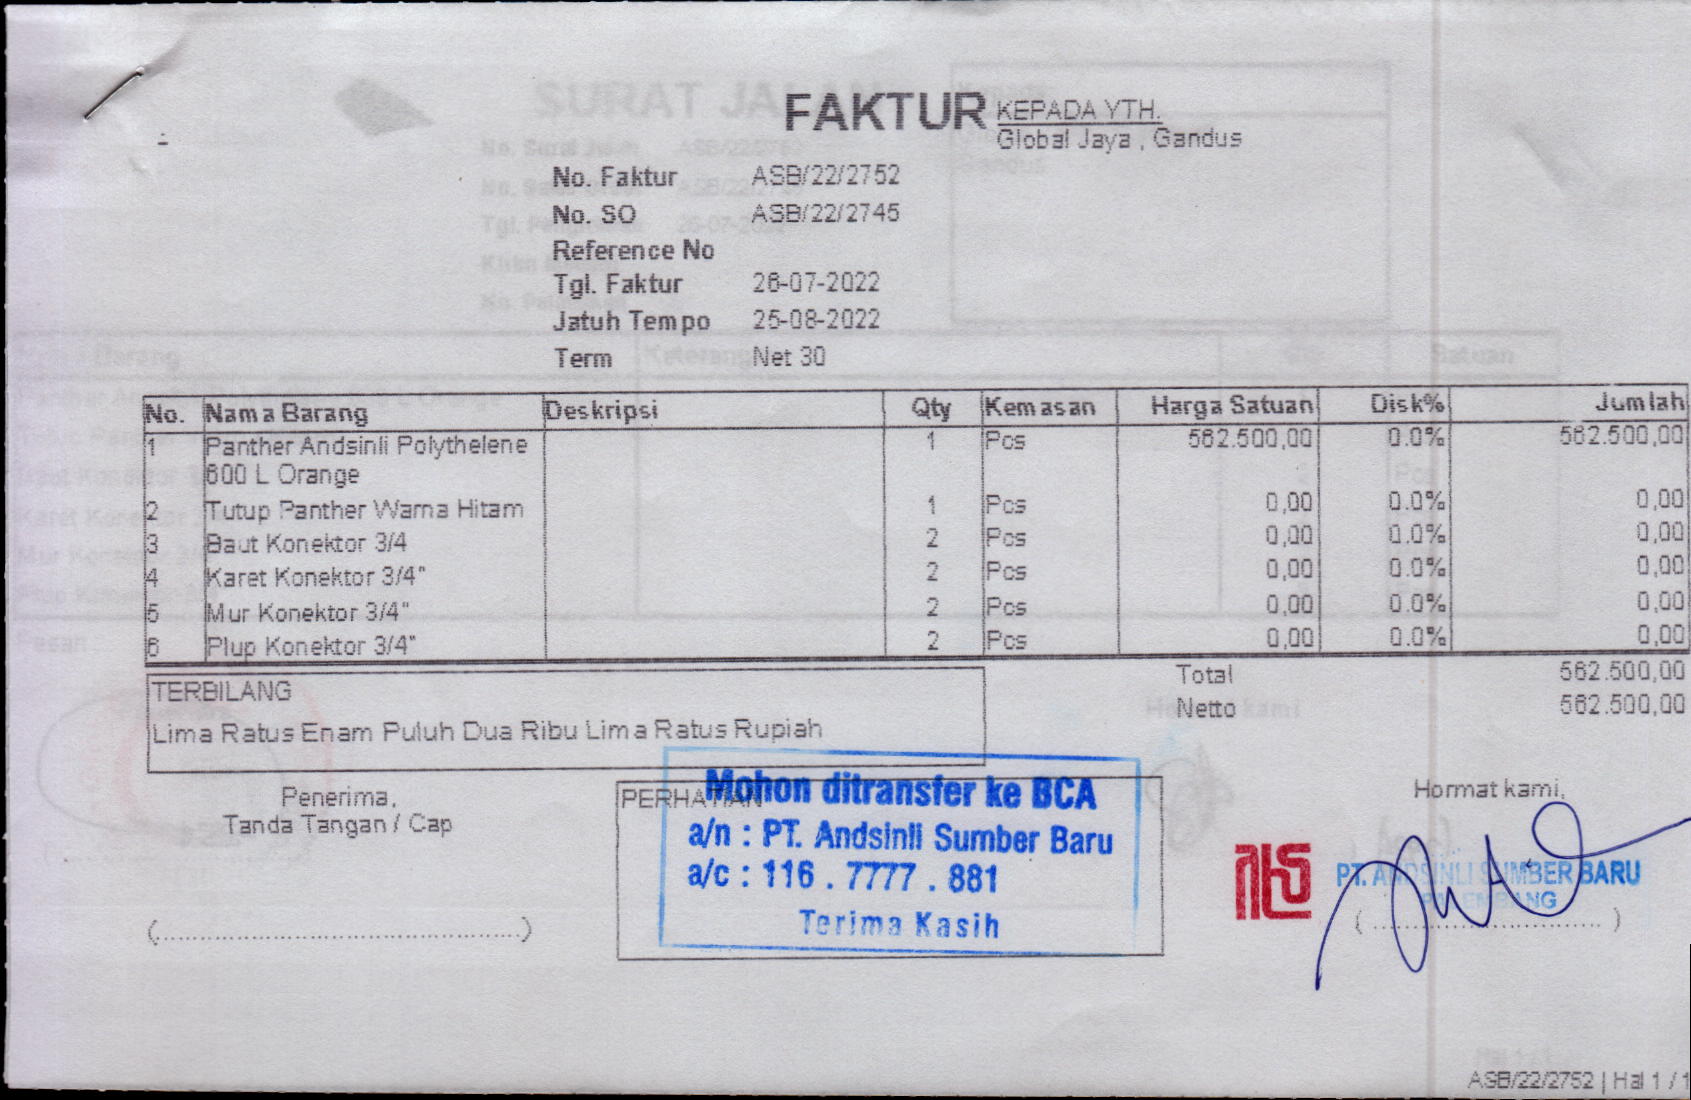 FAKTUR
KEPADA YTH.
Global Jaya , Gandus
No. Faktur ASB/22/2752
No. SO ASB/22/2745
Reference No
Tgl. Faktur 26-07-2022
Jatuh Tempo 25-08-2022
Term Net 30
No. Nama Barang Deskripsi Qty Kemasan Harga Satuan Disk% Jumlah
1 Panther Andsinli Polythelene 1 Pcs 562.500,00 0.0% 562.500,00
600 L Orange
2 Tutup Panther Warna Hitam 1 Pcs 0,00 0.0% 0,00
3 Baut Konektor 3/4 2 Pcs 0,00 0.0% 0,00
4 Karet Konektor 3/4" 2 Pcs 0,00 0.0% 0,00
5 Mur Konektor 3/4" 2 Pcs 0,00 0.0% 0,00
6 Plup Konektor 3/4" 2 Pcs 0,00 0.0% 0,00
Total 562.500,00
Netto 562.500,00
TERBILANG
Lima Ratus Enam Puluh Dua Ribu Lima Ratus Rupiah
Penerima,
Tanda Tangan / Cap
(................................................)
PERHATIAN
Mohon ditransfer ke BCA
a/n : PT. Andsinli Sumber Baru
a/c : 116 . 7777 . 881
Terima Kasih
Hormat kami,
PT. ANDSINLI SUMBER BARU
PALEMBANG
( .............................. )
ASB/22/2752 | Hal 1 / 1